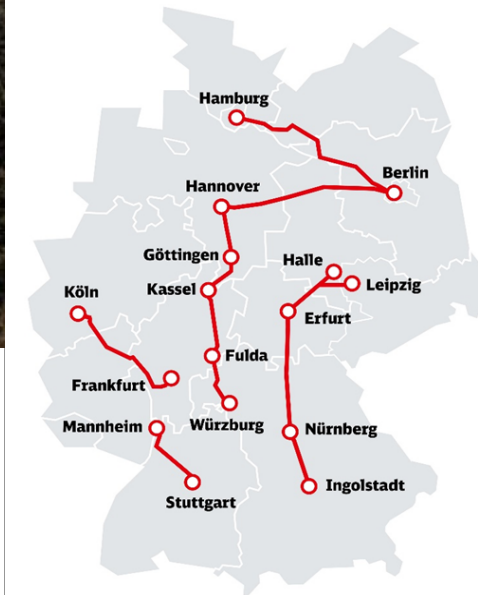 Hamburg
Berlin
Hannover
Göttingen
Halle
Leipzig
Kassel
Köln
Erfurt
Fulda
Frankfurt
Mannheim
Würzburg
Nürnberg
Ingolstadt
Stuttgart